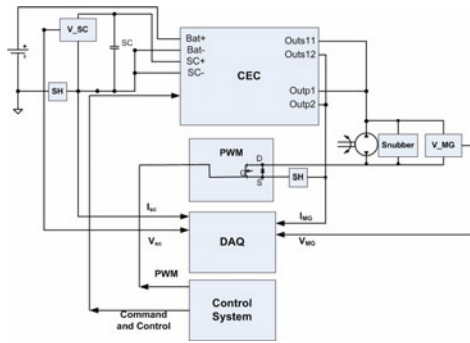 V_SC
SC
SH
Bat+
Bat-
SC+
SC-
CEC
Outs11
Outs12
Outp1
Outp2
PWM
D
G
S
SH
Snubber
V_MG
Isc
Vsc
DAQ
IMG
VMG
PWM
Control
System
Command
and Control